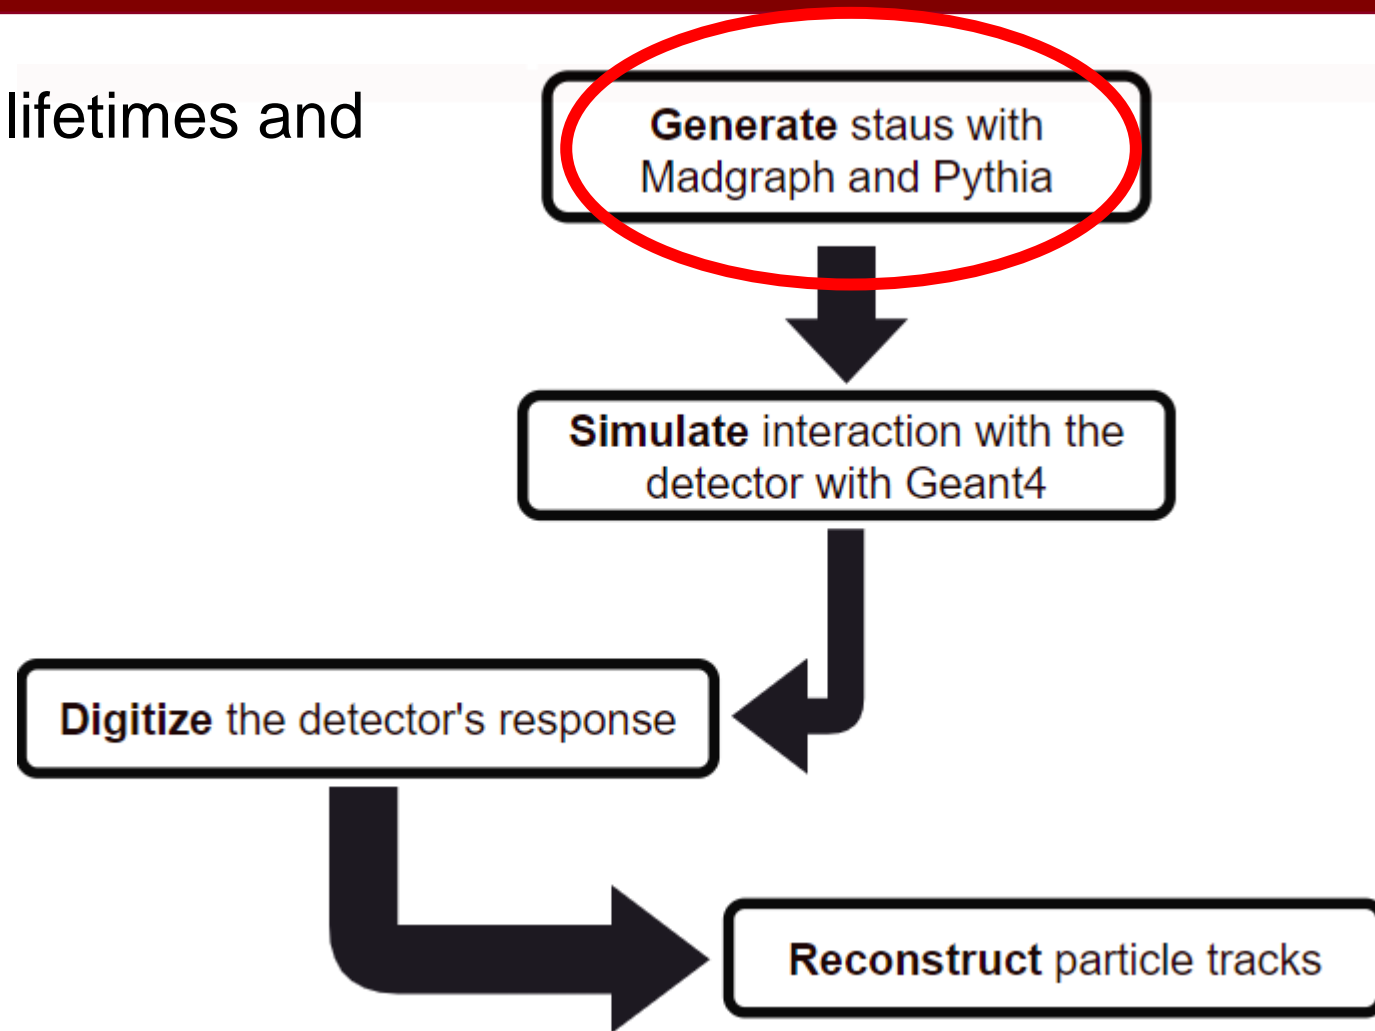 lifetimes and
Generate staus with
Madgraph and Pythia
Simulate interaction with the
detector with Geant4
Digitize the detector's response
Reconstruct particle tracks